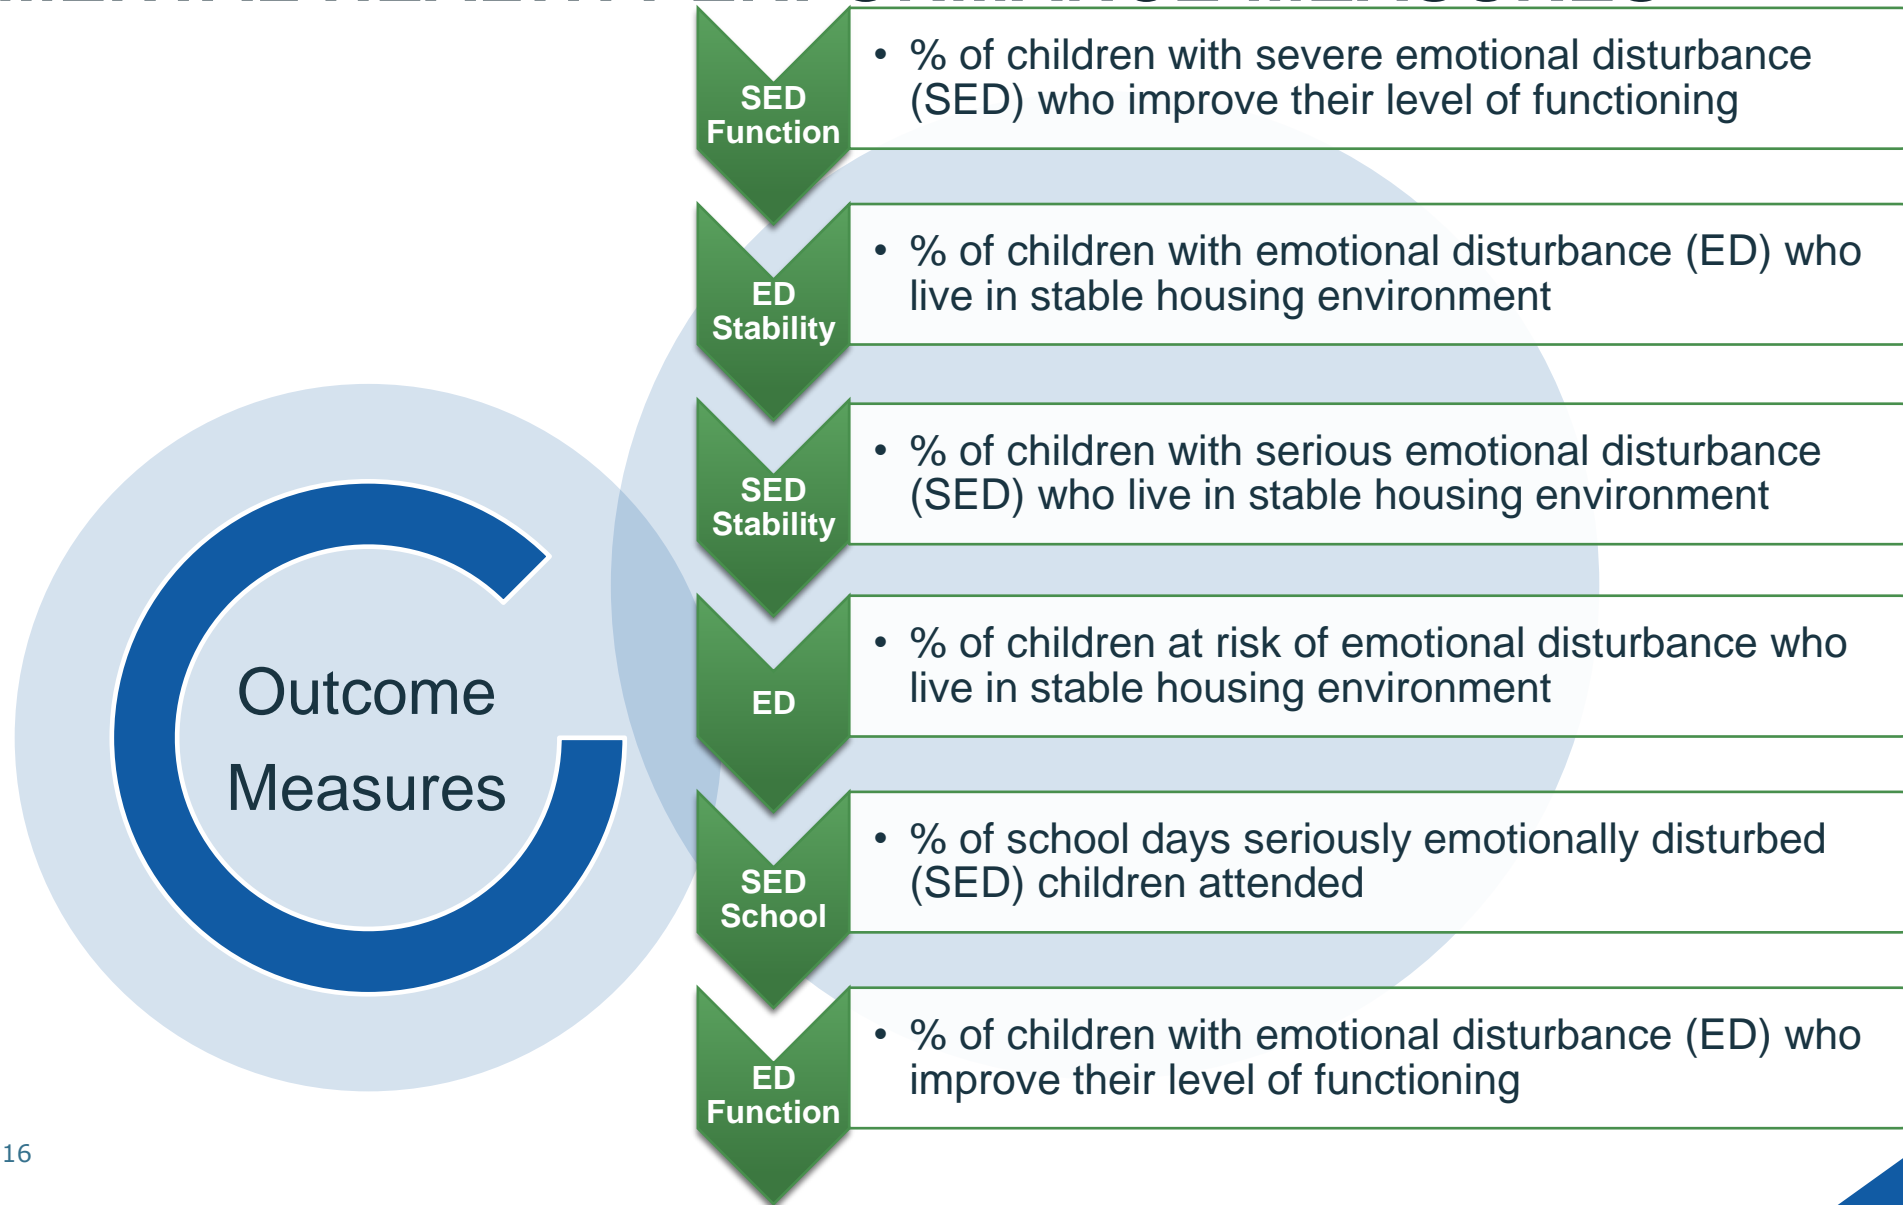 SED
Function
• % of children with severe emotional disturbance
(SED) who improve their level of functioning
ED
Stability
• % of children with emotional disturbance (ED) who
live in stable housing environment
SED
Stability
• % of children with serious emotional disturbance
(SED) who live in stable housing environment
Outcome
Measures
ED
• % of children at risk of emotional disturbance who
live in stable housing environment
SED
School
• % of school days seriously emotionally disturbed
(SED) children attended
ED
Function
• % of children with emotional disturbance (ED) who
improve their level of functioning
16